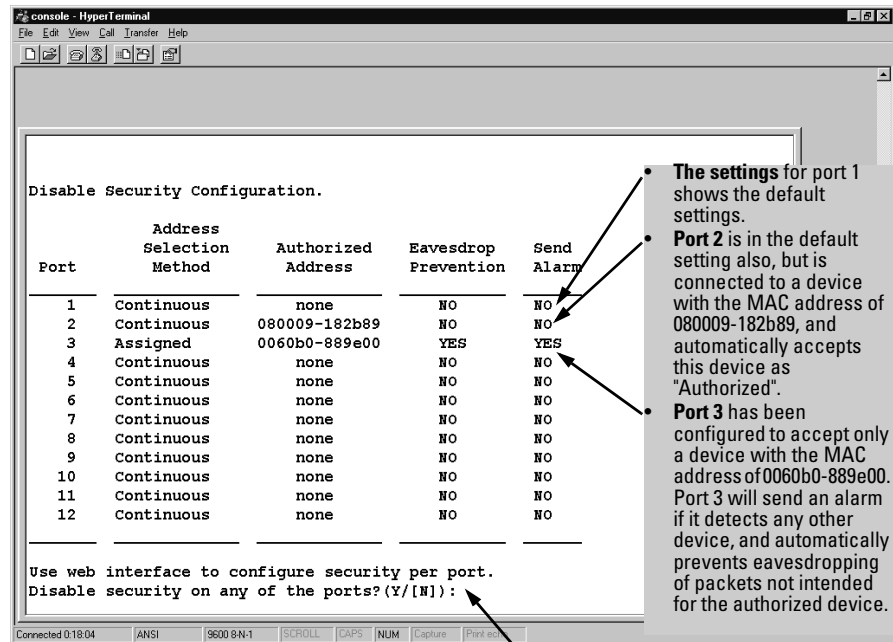 console - HyperTerminal
File Edit View Call Transfer Help
Disable Security Configuration.
Address
Selection Authorized Eavesdrop Send
Port Method Address Prevention Alarm
1 Continuous none NO NO
2 Continuous 080009-182b89 NO NO
3 Assigned 0060b0-889e00 YES YES
4 Continuous none NO NO
5 Continuous none NO NO
6 Continuous none NO NO
7 Continuous none NO NO
8 Continuous none NO NO
9 Continuous none NO NO
10 Continuous none NO NO
11 Continuous none NO NO
12 Continuous none NO NO
Use web interface to configure security per port.
Disable security on any of the ports?(Y/[N]):
Connected 0:18:04 ANSI 9600 8-N-1 SCROLL CAPS NUM Capture Print echo
• The settings for port 1
shows the default
settings.
• Port 2 is in the default
setting also, but is
connected to a device
with the MAC address of
080009-182b89, and
automatically accepts
this device as
"Authorized".
• Port 3 has been
configured to accept only
a device with the MAC
address of 0060b0-889e00.
Port 3 will send an alarm
if it detects any other
device, and automatically
prevents eavesdropping
of packets not intended
for the authorized device.